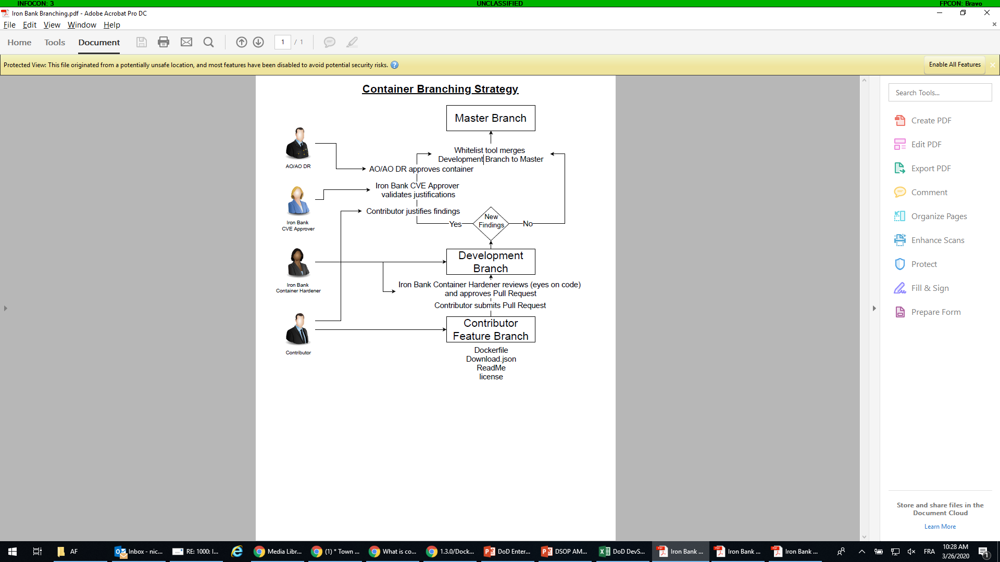 INFOCON: 3
UNCLASSIFIED
FPCON: Bravo
Iron Bank Branching.pdf - Adobe Acrobat Pro DC
File Edit View Window Help
Home Tools Document 1 / 1
Protected View: This file originated from a potentially unsafe location, and most features have been disabled to avoid potential security risks.
Enable All Features
Container Branching Strategy
Master Branch
Whitelist tool merges
Development Branch to Master
AO/AO DR
AO/AO DR approves container
Iron Bank CVE Approver
validates justifications
Iron Bank
CVE Approver
Contributor justifies findings
New
Findings
Yes
No
Development
Branch
Iron Bank
Container Hardener
Iron Bank Container Hardener reviews (eyes on code)
and approves Pull Request
Contributor submits Pull Request
Contributor
Feature Branch
Contributor
Dockerfile
Download.json
ReadMe
license
Search Tools...
Create PDF
Edit PDF
Export PDF
Comment
Organize Pages
Enhance Scans
Protect
Fill & Sign
Prepare Form
Store and share files in the
Document Cloud
Learn More
AF
Inbox - nic...
RE: 1000: I...
Media Libr...
(1) * Town ...
What is co...
1.3.0/Dock...
DoD Enter...
DSOP AM...
DoD DevS...
Iron Bank ...
Iron Bank ...
Iron Bank ...
FRA
10:28 AM
3/26/2020
1